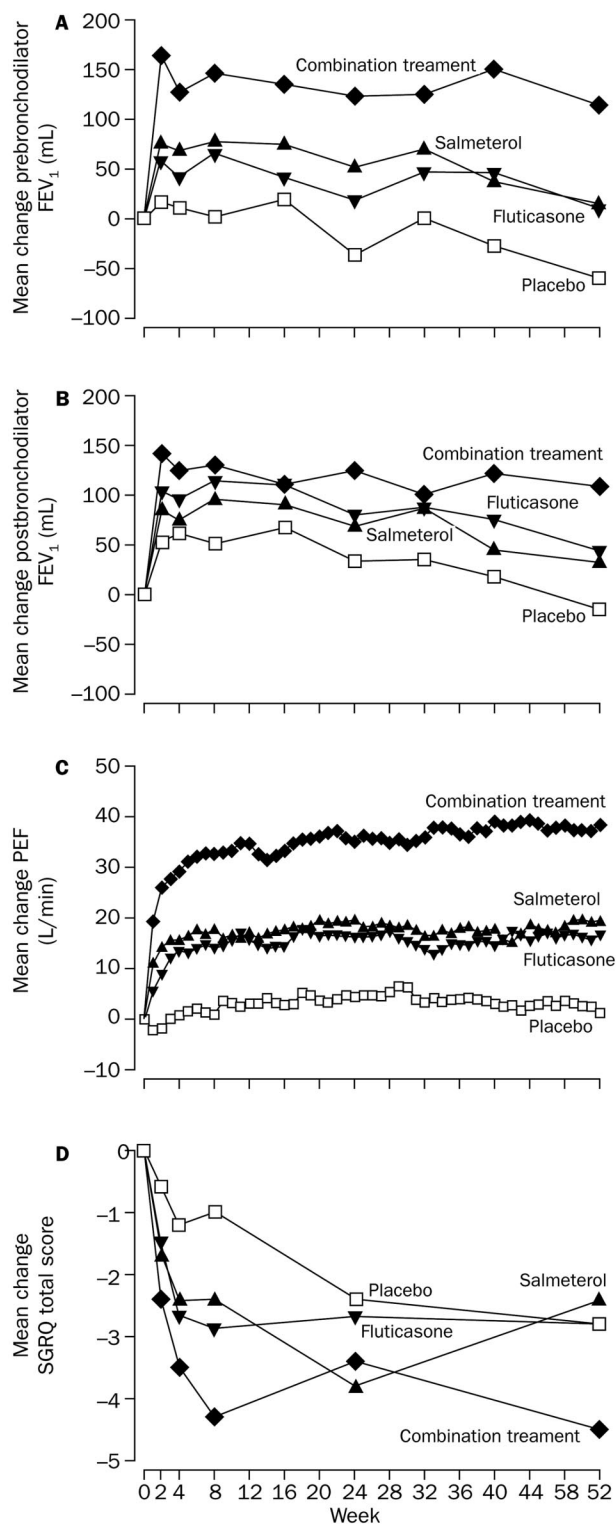 A
Mean change prebronchodilator
FEV1 (mL)
200
150
100
50
0
–50
–100
Combination treament
Salmeterol
Fluticasone
Placebo
B
Mean change postbronchodilator
FEV1 (mL)
200
150
100
50
0
–50
–100
Combination treament
Fluticasone
Salmeterol
Placebo
C
Mean change PEF
(L/min)
50
40
30
20
10
0
–10
Combination treament
Salmeterol
Fluticasone
Placebo
D
Mean change
SGRQ total score
0
–1
–2
–3
–4
–5
Salmeterol
Placebo
Fluticasone
Combination treament
0 2 4 8 12 16 20 24 28 32 36 40 44 48 52
Week